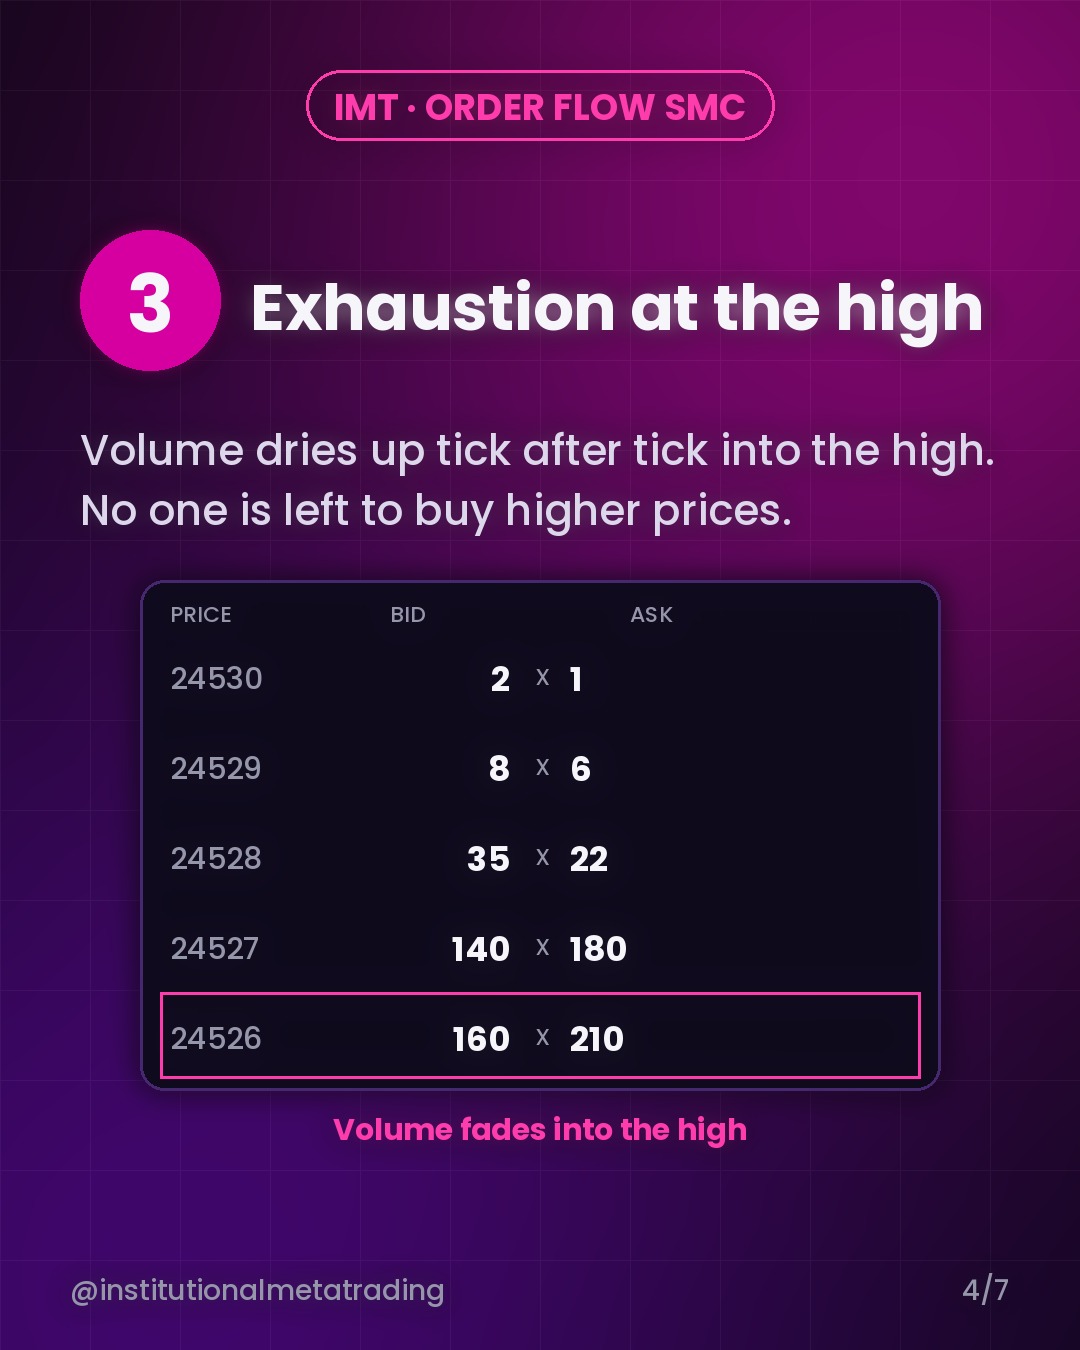 IMT · ORDER FLOW SMC
3 Exhaustion at the high
Volume dries up tick after tick into the high.
No one is left to buy higher prices.
PRICE BID ASK
24530 2 x 1
24529 8 x 6
24528 35 x 22
24527 140 x 180
24526 160 x 210
Volume fades into the high
@institutionalmetatrading 4/7